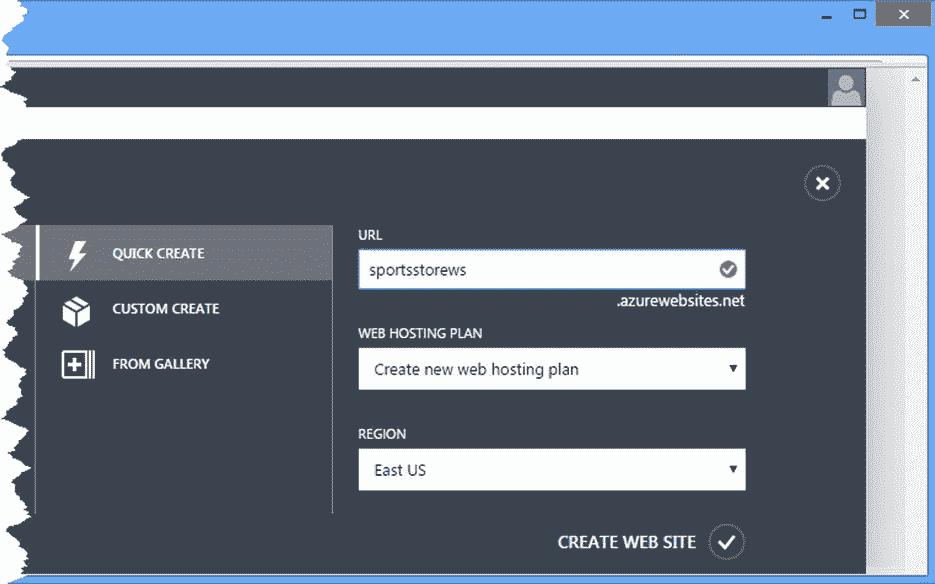 QUICK CREATE
CUSTOM CREATE
FROM GALLERY
URL
sportsstorews
.azurewebsites.net
WEB HOSTING PLAN
Create new web hosting plan
REGION
East US
CREATE WEB SITE